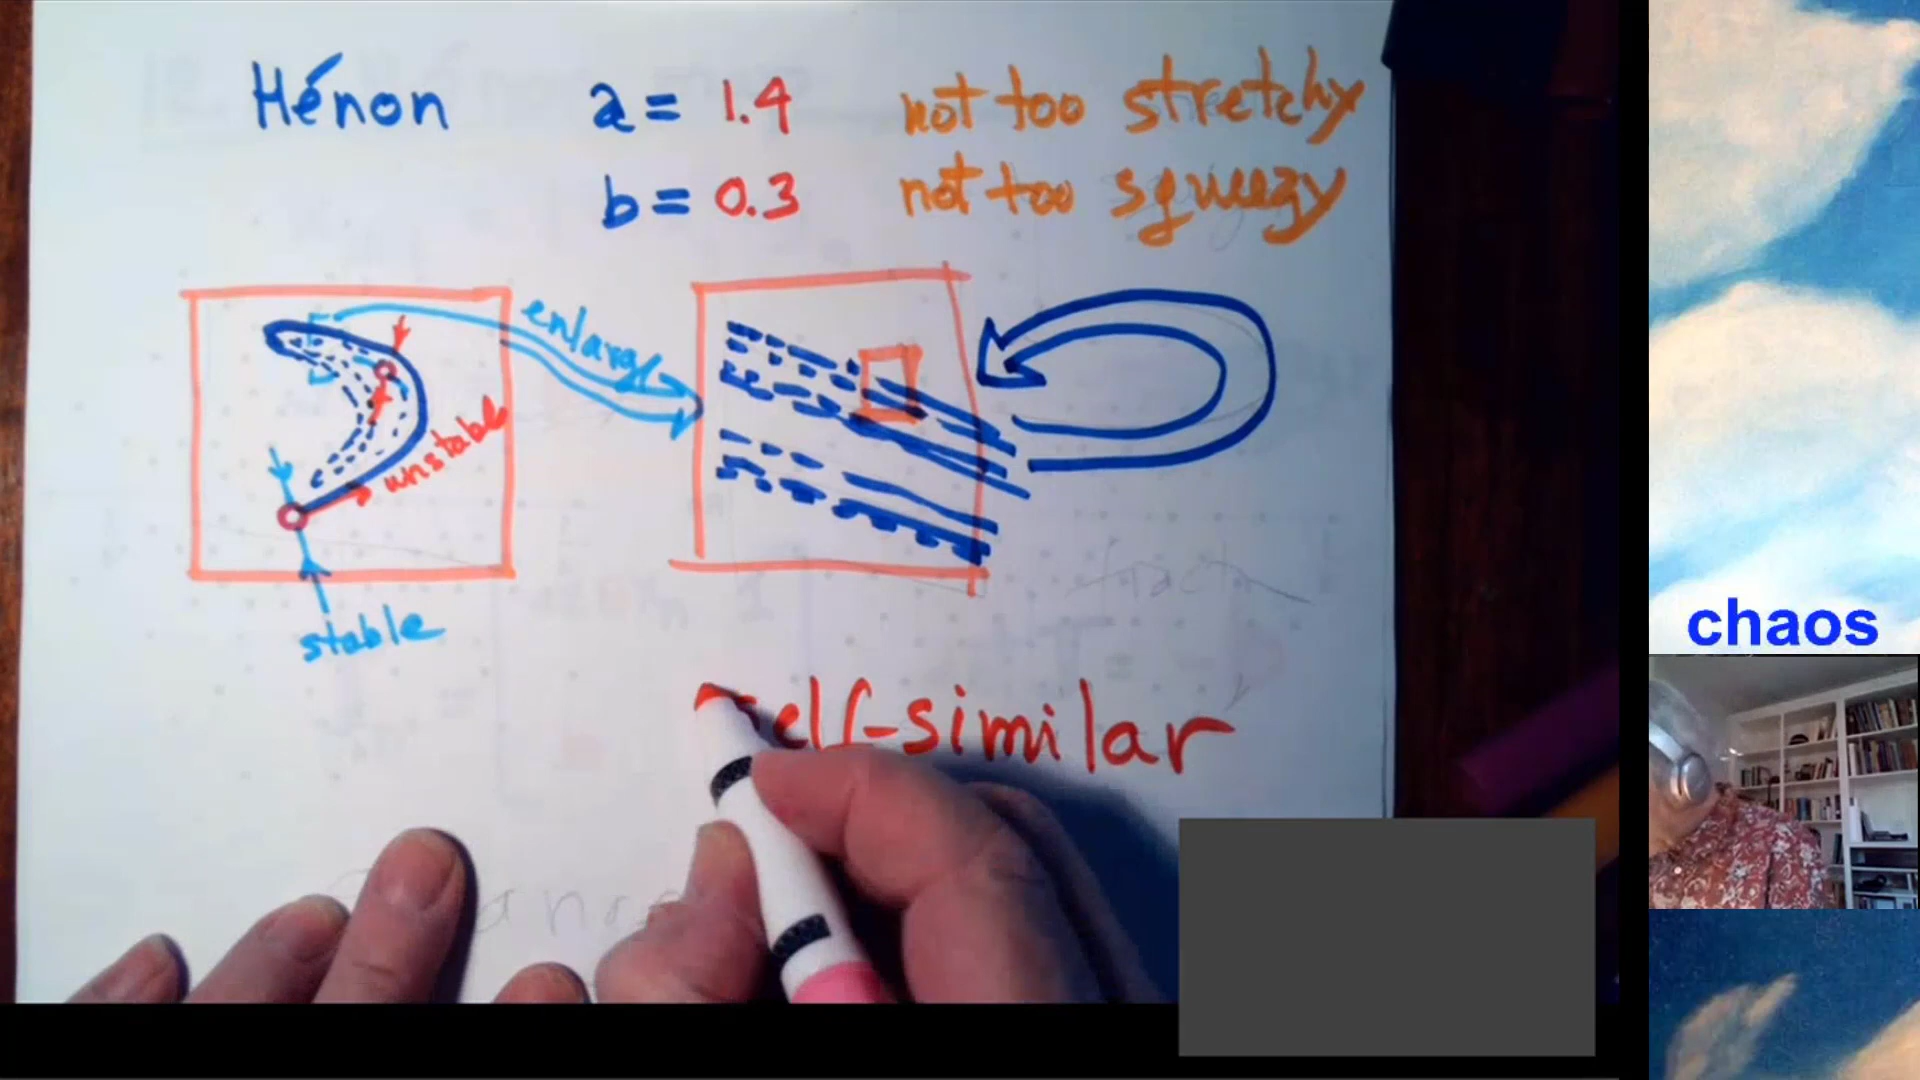 Hénon a = 1.4 not too stretchy
b = 0.3 not too squeezy
enlarge
unstable
stable
self-similar
chaos